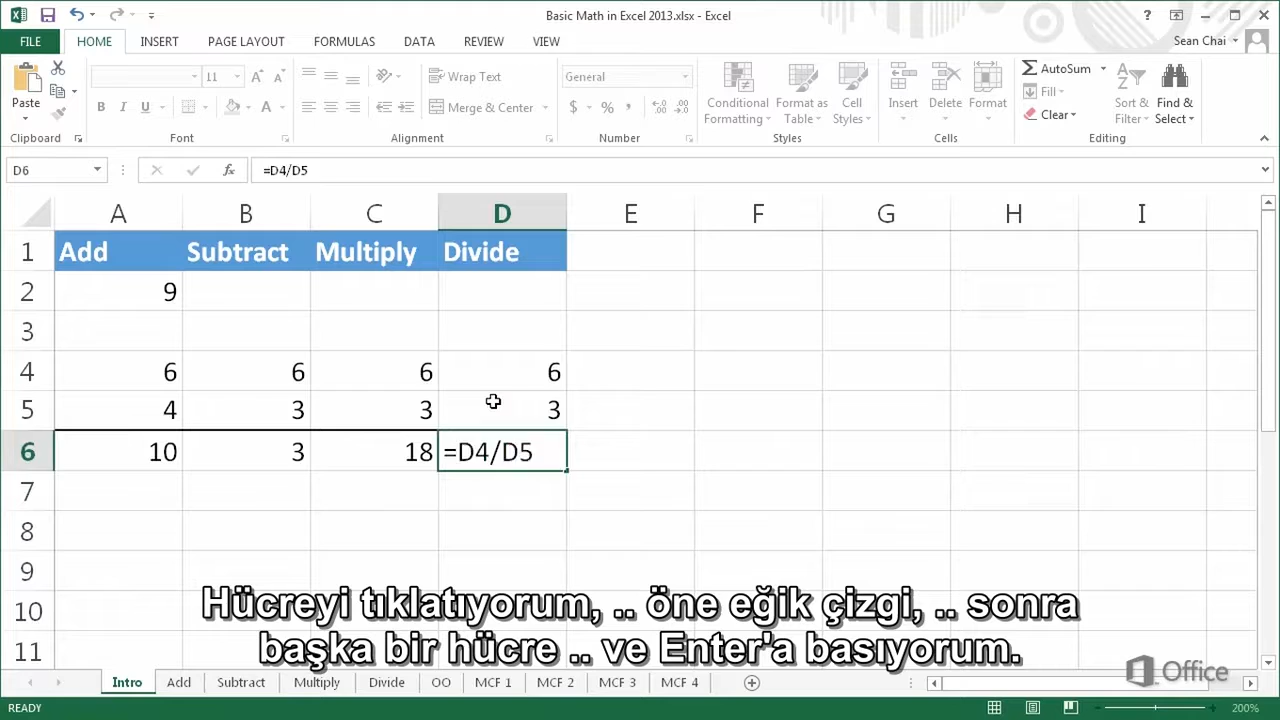 Basic Math in Excel 2013.xlsx - Excel
FILE HOME INSERT PAGE LAYOUT FORMULAS DATA REVIEW VIEW Sean Chai
Paste
11
Wrap Text
General
Conditional Formatting
Format as Table
Cell Styles
Insert Delete Format
AutoSum
Fill
Clear
Sort & Filter
Find & Select
B I U A
Merge & Center
$ % ,
Clipboard Font Alignment Number Styles Cells Editing
D6 fx =D4/D5
A B C D E F G H I
1 Add Subtract Multiply Divide
2 9
3
4 6 6 6 6
5 4 3 3 3
6 10 3 18 =D4/D5
7
8
9
10
11
Hücreyi tıklatıyorum, .. öne eğik çizgi, .. sonra
başka bir hücre .. ve Enter'a basıyorum.
Office
Intro Add Subtract Multiply Divide OO MCF 2 MCF 3 MCF 4
READY 200%